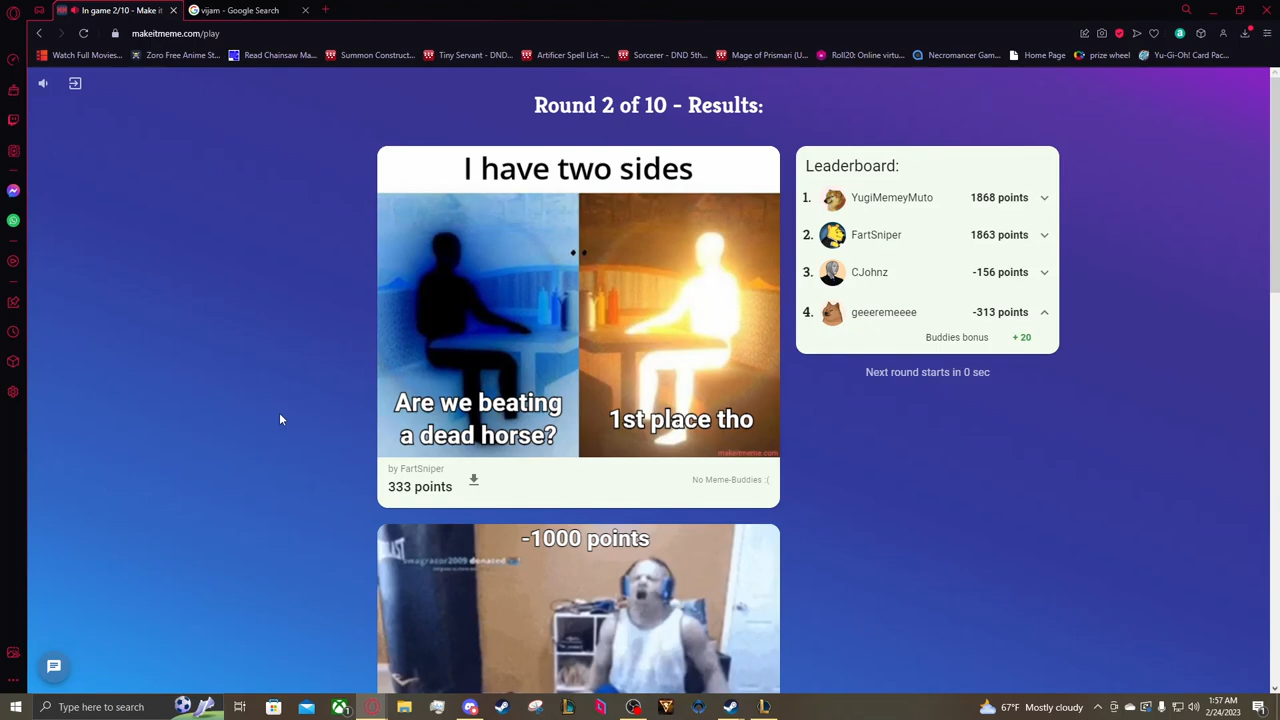 In game 2/10 - Make it
vijam - Google Search
makeitmeme.com/play
Watch Full Movies...
Zoro Free Anime St...
Read Chainsaw Ma...
Summon Construct...
Tiny Servant - DND...
Artificer Spell List -...
Sorcerer - DND 5th...
Mage of Prismari (U...
Roll20: Online virtu...
Necromancer Gam...
Home Page
prize wheel
Yu-Gi-Oh! Card Pac...
Round 2 of 10 - Results:
I have two sides
Are we beating
a dead horse?
1st place tho
makeitmeme.com
by FartSniper
333 points
No Meme-Buddies :(
-1000 points
donated
Leaderboard:
1. YugiMemeyMuto 1868 points
2. FartSniper 1863 points
3. CJohnz -156 points
4. geeeremeeee -313 points
Buddies bonus + 20
Next round starts in 0 sec
Type here to search
67°F Mostly cloudy
1:57 AM
2/24/2023